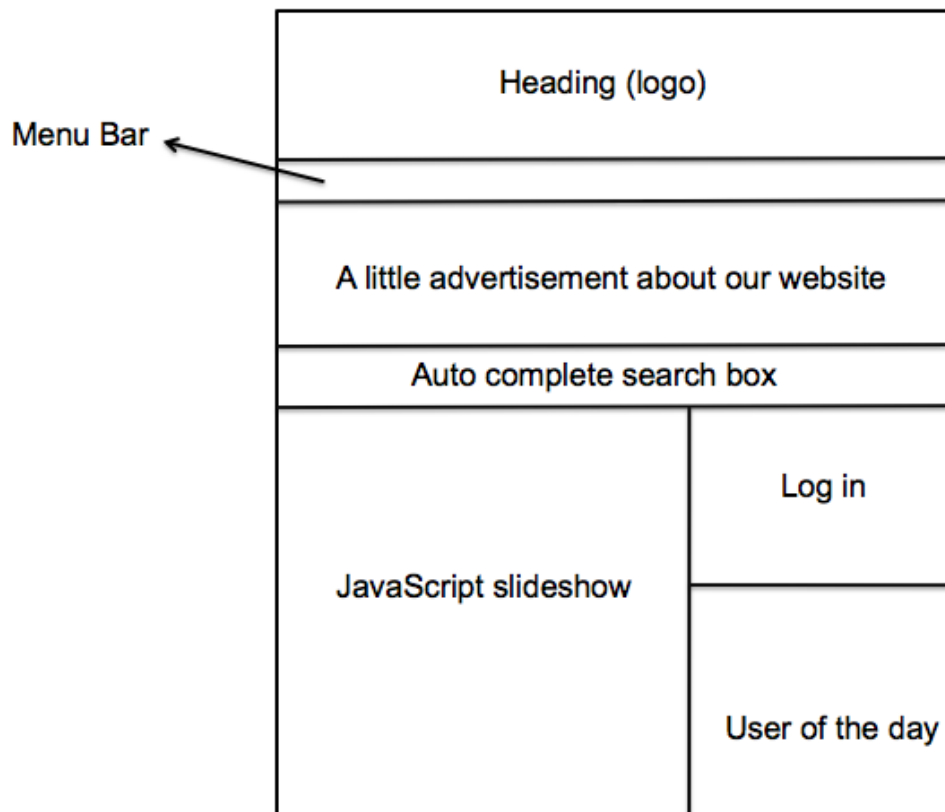 Heading (logo)
Menu Bar
A little advertisement about our website
Auto complete search box
Log in
JavaScript slideshow
User of the day